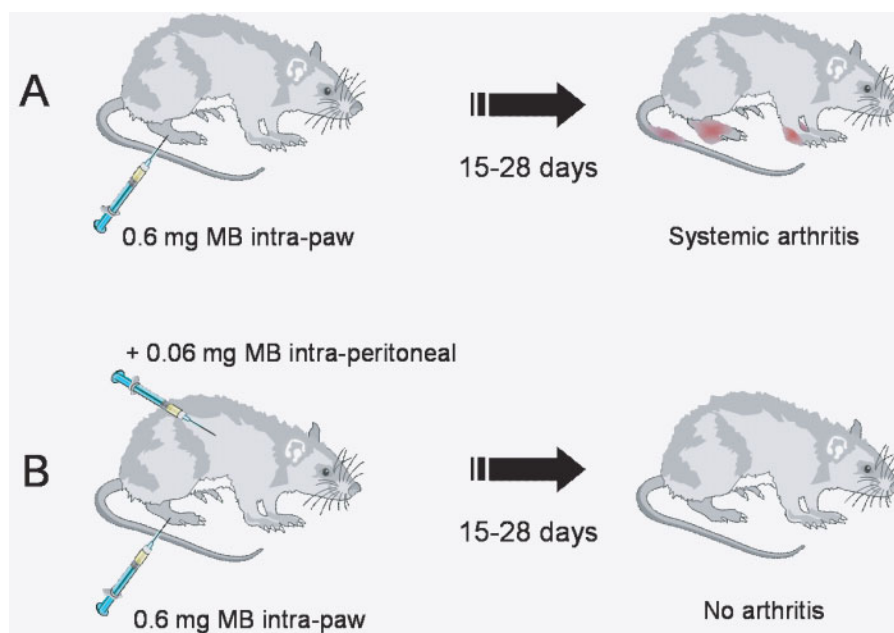 A
15-28 days
0.6 mg MB intra-paw
Systemic arthritis
+ 0.06 mg MB intra-peritoneal
B
15-28 days
0.6 mg MB intra-paw
No arthritis